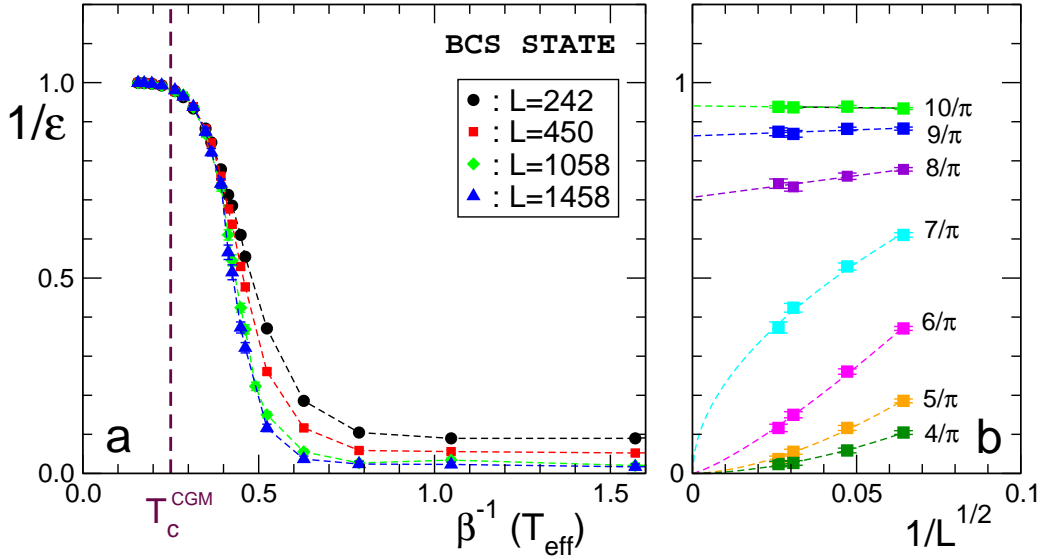 BCS STATE
: L=242
: L=450
: L=1058
: L=1458
1/ε
1.0
0.5
0.0
0.0
0.5
1.0
1.5
a
T_c^CGM
β^-1 (T_eff)
1
0
10/π
9/π
8/π
7/π
6/π
5/π
4/π
b
0
0.05
0.1
1/L^1/2